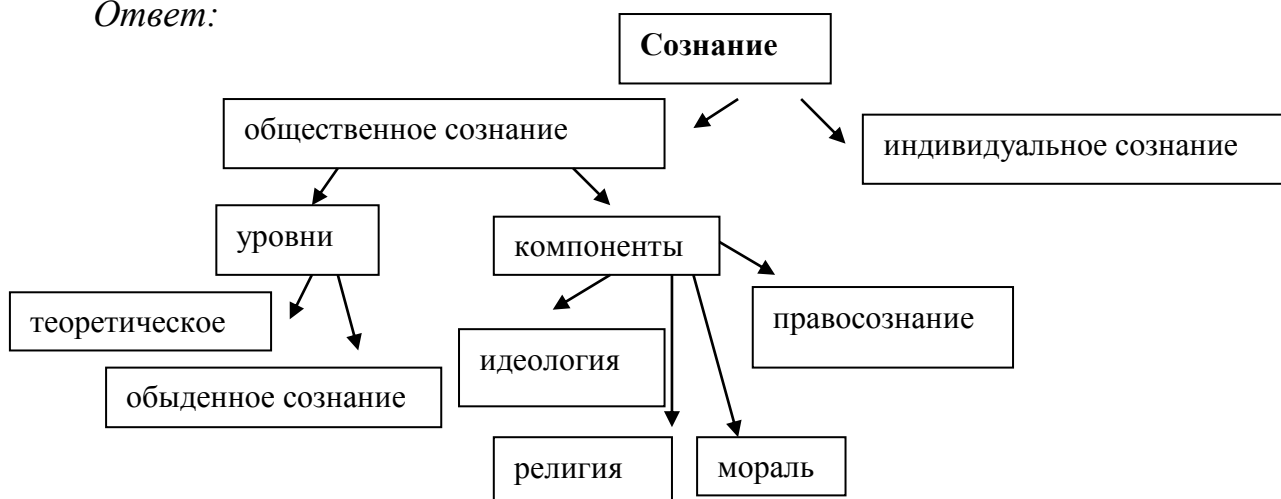 Ответ:
Сознание
общественное сознание
индивидуальное сознание
уровни
компоненты
теоретическое
правосознание
идеология
обыденное сознание
религия
мораль